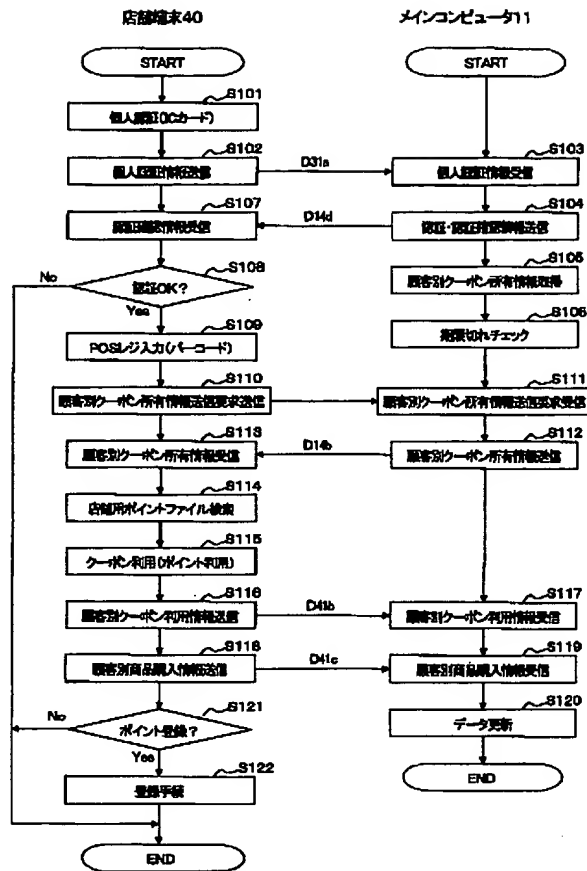 店舗端末40
メインコンピュータ11
START
START
S101
個人認証(ICカード)
S102
個人認証情報送信
D31a
S103
個人認証情報受信
S107
認証確認情報受信
D14d
S104
認証・認証確認情報送信
S108
認証OK?
No
Yes
S105
顧客別クーポン所有情報取得
S106
期限切れチェック
S109
POSレジ入力(バーコード)
S110
顧客別クーポン所有情報送信要求送信
S111
顧客別クーポン所有情報送信要求受信
S113
顧客別クーポン所有情報受信
D14b
S112
顧客別クーポン所有情報送信
S114
店舗用ポイントファイル検索
S115
クーポン利用(ポイント利用)
S116
顧客別クーポン利用情報送信
D41b
S117
顧客別クーポン利用情報受信
S118
顧客別商品購入情報送信
D41c
S119
顧客別商品購入情報受信
S121
ポイント登録?
No
Yes
S120
データ更新
S122
登録手続
END
END